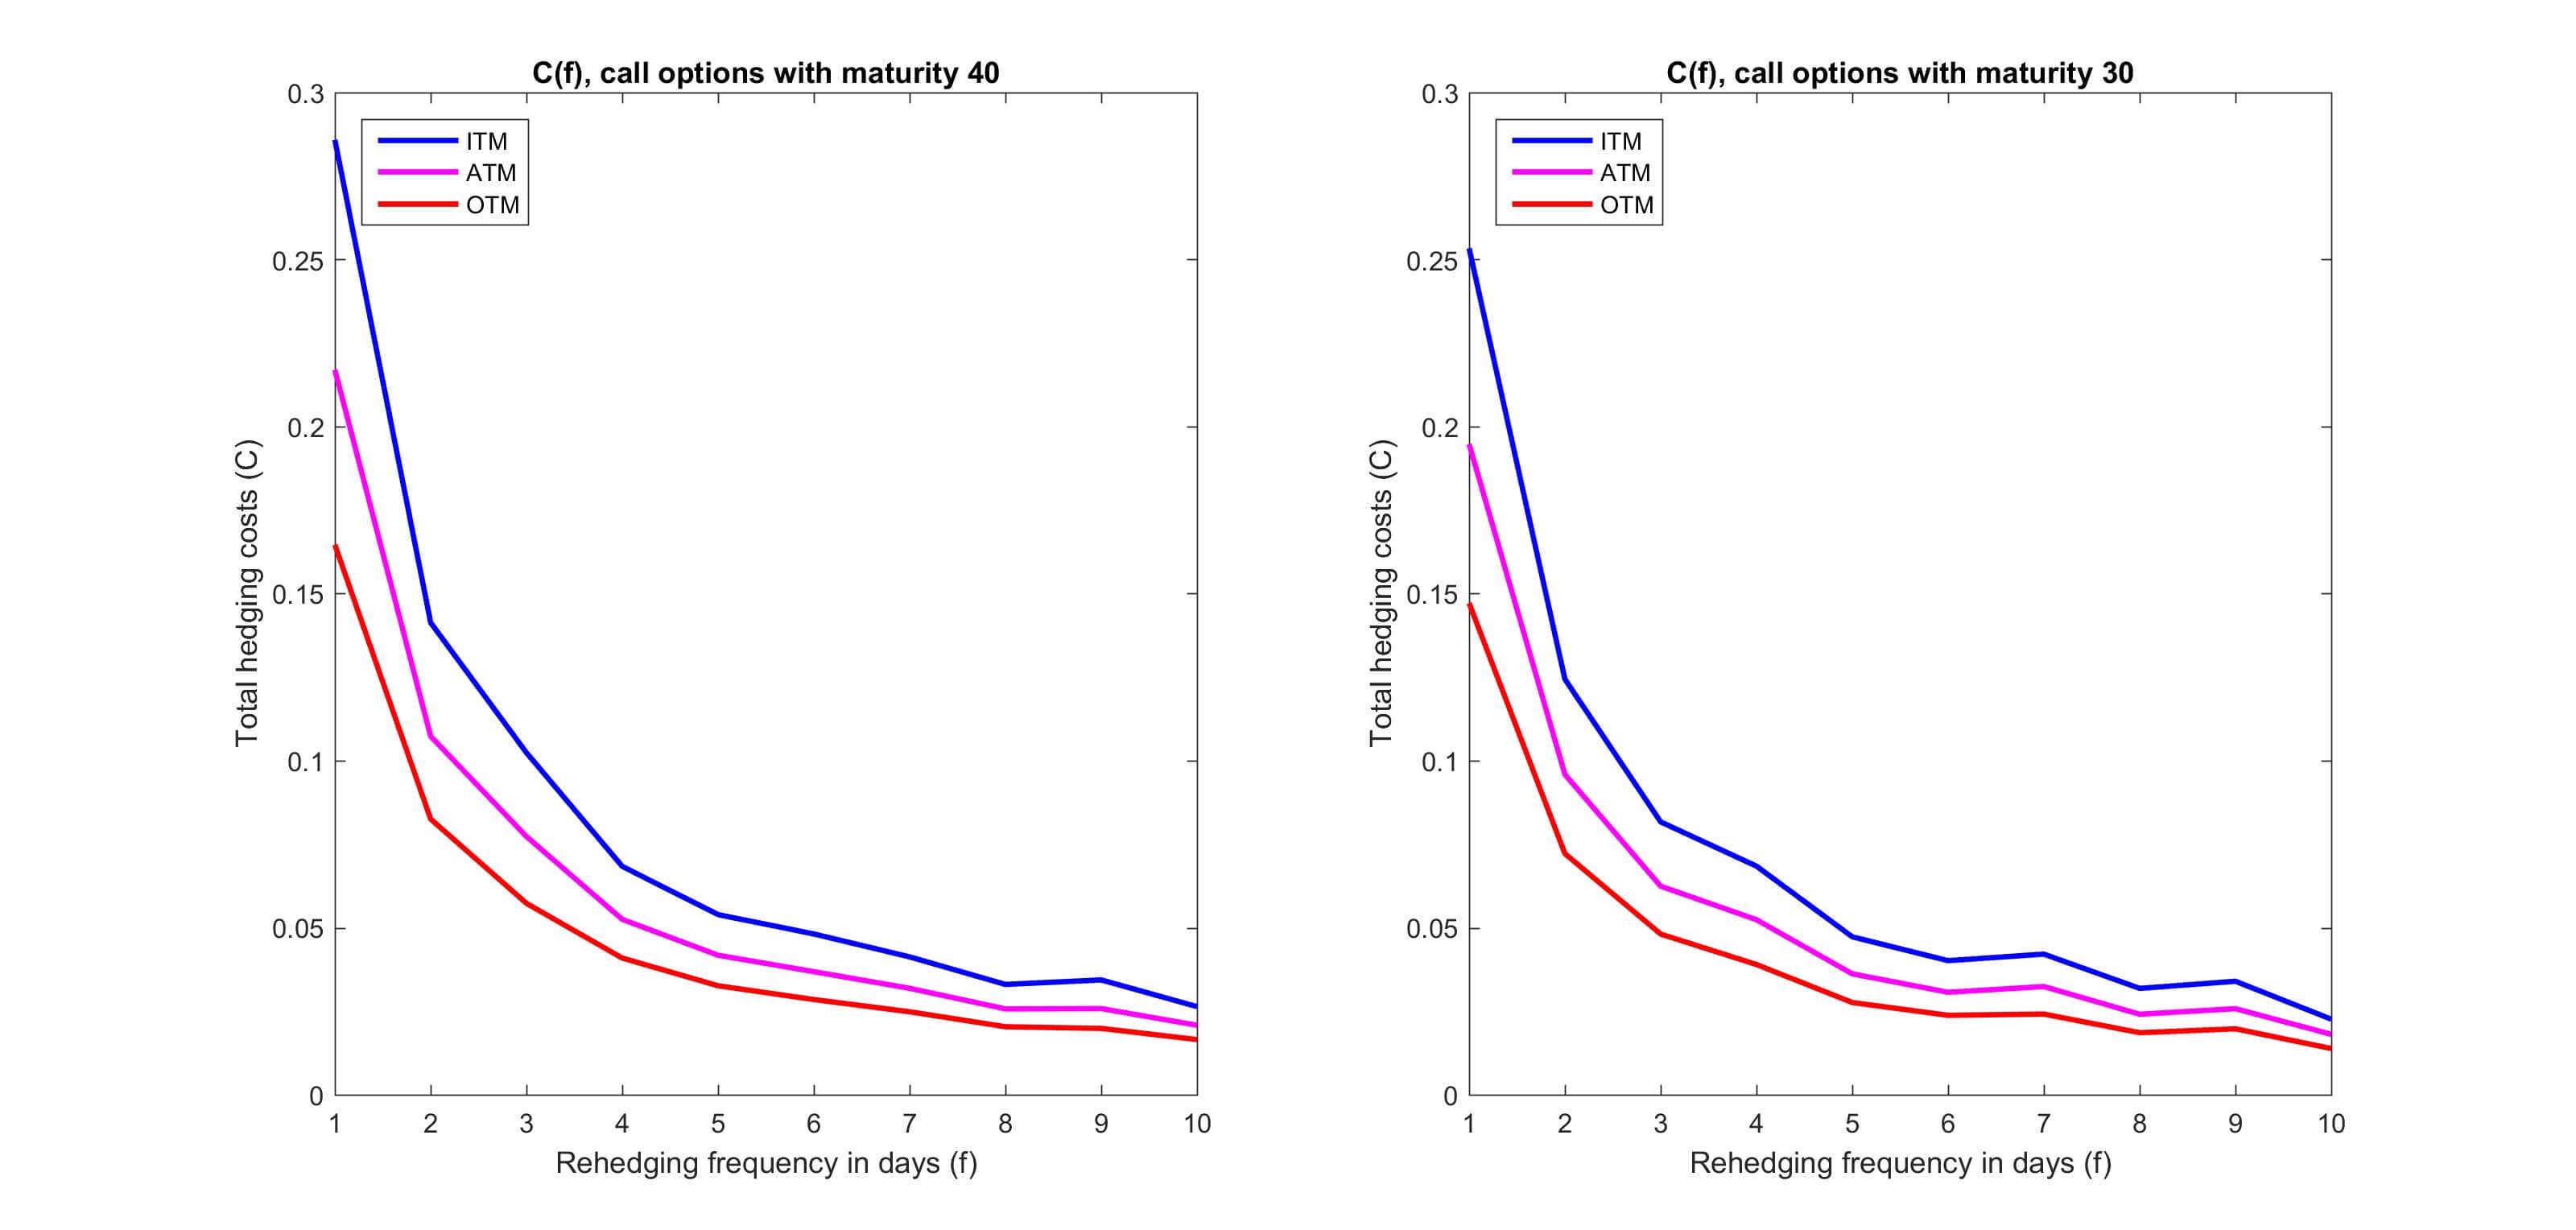 C(f), call options with maturity 40
0.3
0.25
0.2
0.15
0.1
0.05
0
Total hedging costs (C)
ITM
ATM
OTM
1 2 3 4 5 6 7 8 9 10
Rehedging frequency in days (f)
C(f), call options with maturity 30
0.3
0.25
0.2
0.15
0.1
0.05
0
Total hedging costs (C)
ITM
ATM
OTM
1 2 3 4 5 6 7 8 9 10
Rehedging frequency in days (f)